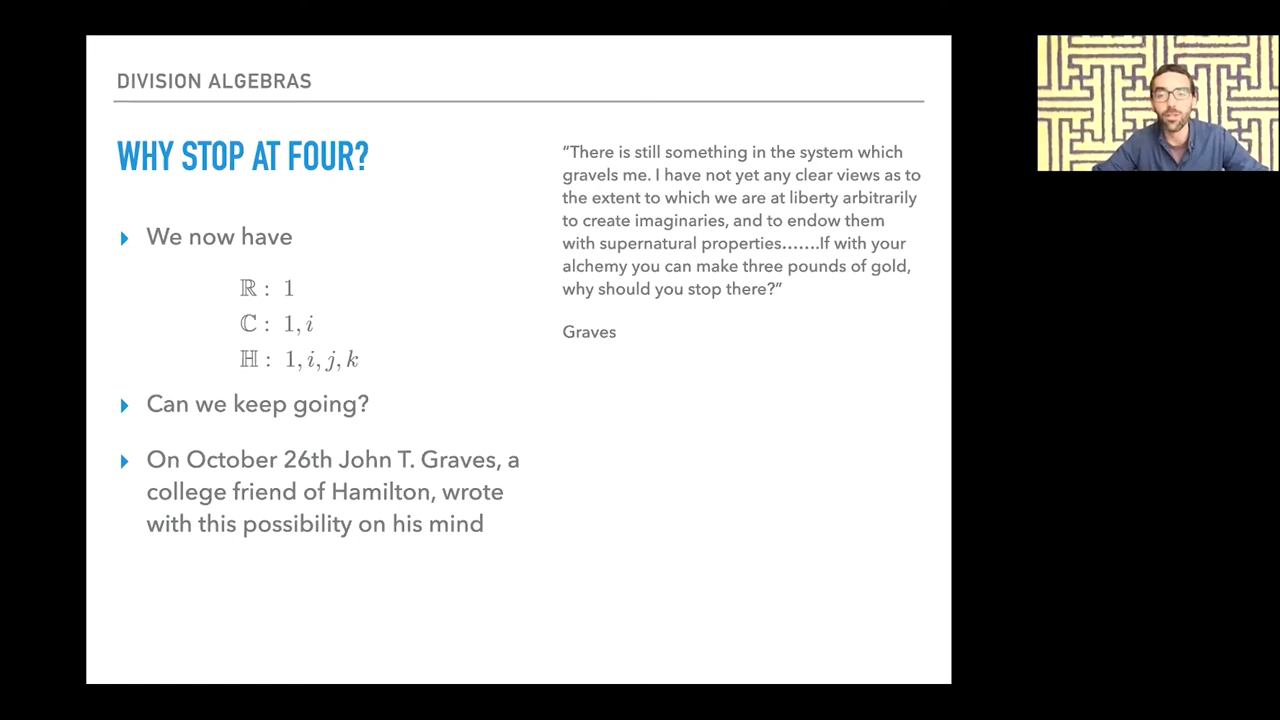 DIVISION ALGEBRAS
WHY STOP AT FOUR?
We now have
ℝ : 1
ℂ : 1, i
ℍ : 1, i, j, k
Can we keep going?
On October 26th John T. Graves, a
college friend of Hamilton, wrote
with this possibility on his mind
“There is still something in the system which
gravels me. I have not yet any clear views as to
the extent to which we are at liberty arbitrarily
to create imaginaries, and to endow them
with supernatural properties.......If with your
alchemy you can make three pounds of gold,
why should you stop there?”
Graves